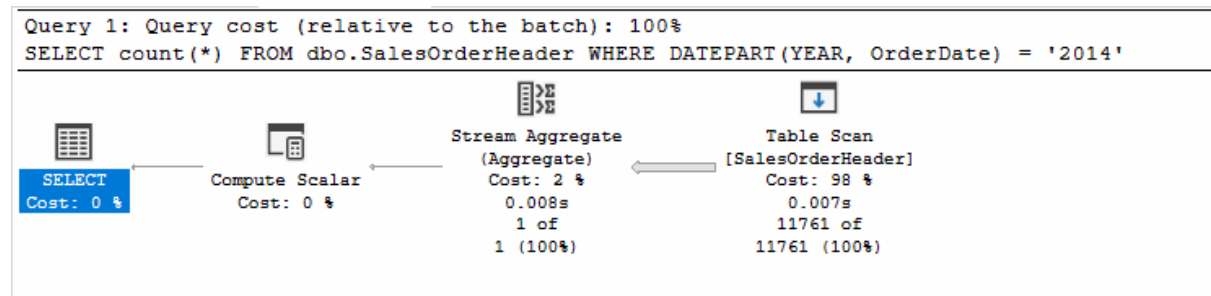 Query 1: Query cost (relative to the batch): 100%
SELECT count(*) FROM dbo.SalesOrderHeader WHERE DATEPART(YEAR, OrderDate) = '2014'
SELECT
Cost: 0 %
Compute Scalar
Cost: 0 %
Stream Aggregate
(Aggregate)
Cost: 2 %
0.008s
1 of
1 (100%)
Table Scan
[SalesOrderHeader]
Cost: 98 %
0.007s
11761 of
11761 (100%)